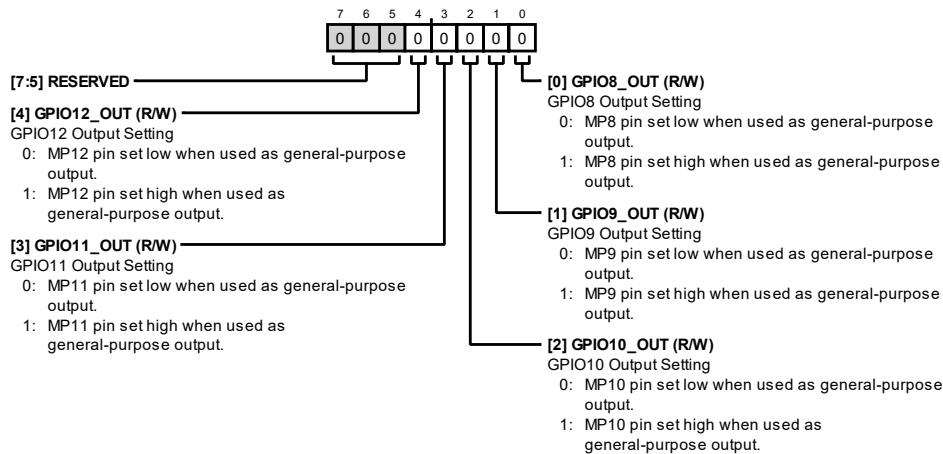 7 6 5 4 3 2 1 0
0 0 0 0 0 0 0 0
[7:5] RESERVED
[4] GPIO12_OUT (R/W)
GPIO12 Output Setting
0: MP12 pin set low when used as general-purpose
output.
1: MP12 pin set high when used as
general-purpose output.
[3] GPIO11_OUT (R/W)
GPIO11 Output Setting
0: MP11 pin set low when used as general-purpose
output.
1: MP11 pin set high when used as
general-purpose output.
[0] GPIO8_OUT (R/W)
GPIO8 Output Setting
0: MP8 pin set low when used as general-purpose
output.
1: MP8 pin set high when used as general-purpose
output.
[1] GPIO9_OUT (R/W)
GPIO9 Output Setting
0: MP9 pin set low when used as general-purpose
output.
1: MP9 pin set high when used as general-purpose
output.
[2] GPIO10_OUT (R/W)
GPIO10 Output Setting
0: MP10 pin set low when used as general-purpose
output.
1: MP10 pin set high when used as
general-purpose output.